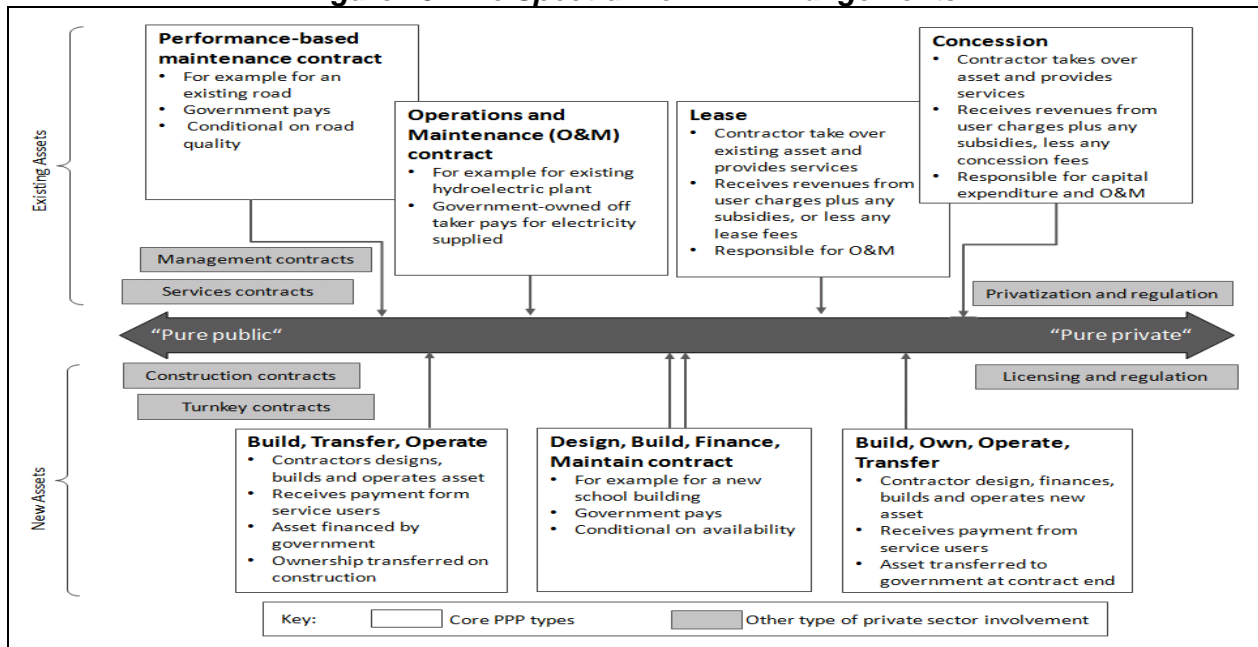 Performance-based
maintenance contract
• For example for an
existing road
• Government pays
• Conditional on road
quality
Operations and
Maintenance (O&M)
contract
• For example for existing
hydroelectric plant
• Government-owned off
taker pays for electricity
supplied
Lease
• Contractor take over
existing asset and
provides services
• Receives revenues from
user charges plus any
subsidies, or less any
lease fees
• Responsible for O&M
Concession
• Contractor takes over
asset and provides
services
• Receives revenues from
user charges plus any
subsidies, less any
concession fees
• Responsible for capital
expenditure and O&M
Existing Assets
Management contracts
Services contracts
Privatization and regulation
"Pure public"
"Pure private"
Construction contracts
Turnkey contracts
Licensing and regulation
New Assets
Build, Transfer, Operate
• Contractors designs,
builds and operates asset
• Receives payment form
service users
• Asset financed by
government
• Ownership transferred on
construction
Design, Build, Finance,
Maintain contract
• For example for a new
school building
• Government pays
• Conditional on availability
Build, Own, Operate,
Transfer
• Contractor design, finances,
builds and operates new
asset
• Receives payment from
service users
• Asset transferred to
government at contract end
Key:
Core PPP types
Other type of private sector involvement